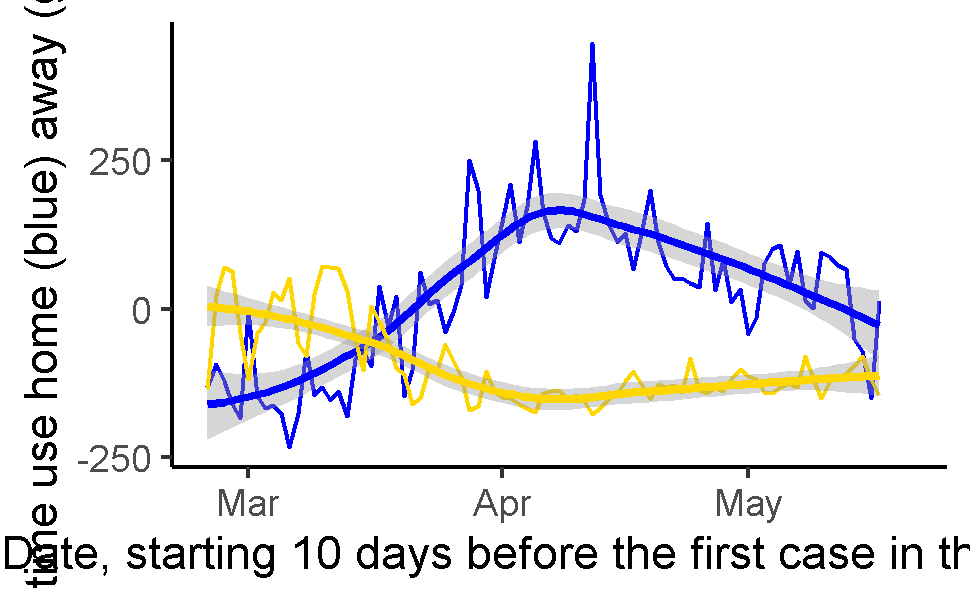 time use home (blue) away (
250
0
-250
Mar Apr May
Date, starting 10 days before the first case in th